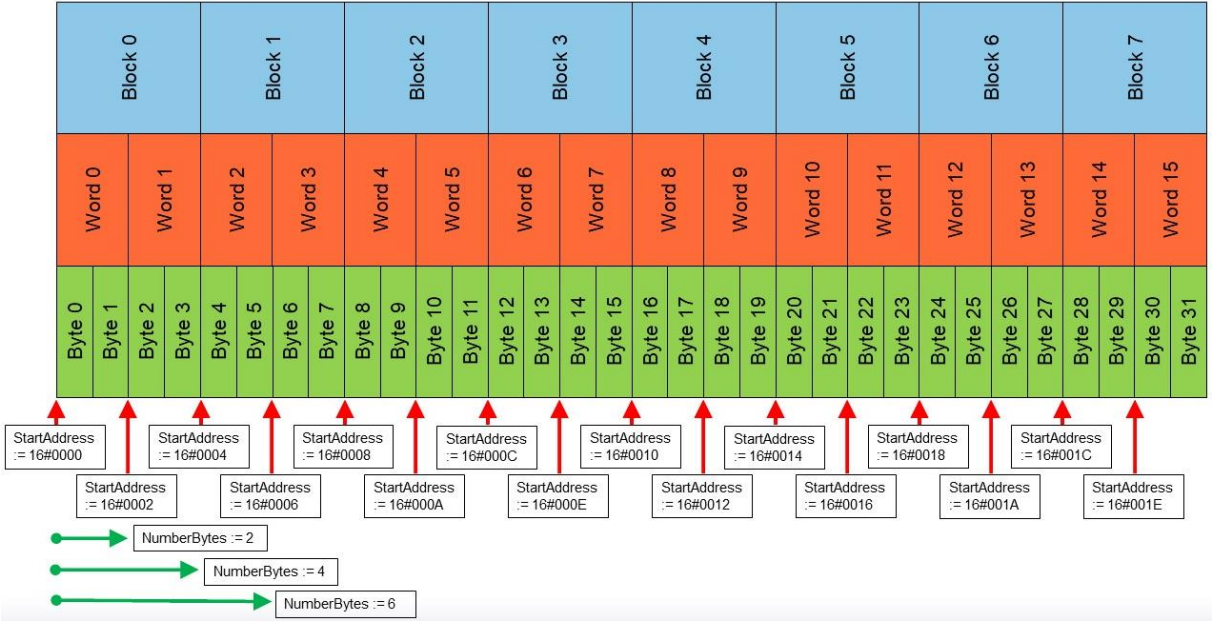 Block 0
Block 1
Block 2
Block 3
Block 4
Block 5
Block 6
Block 7
Word 0
Word 1
Word 2
Word 3
Word 4
Word 5
Word 6
Word 7
Word 8
Word 9
Word 10
Word 11
Word 12
Word 13
Word 14
Word 15
Byte 0
Byte 1
Byte 2
Byte 3
Byte 4
Byte 5
Byte 6
Byte 7
Byte 8
Byte 9
Byte 10
Byte 11
Byte 12
Byte 13
Byte 14
Byte 15
Byte 16
Byte 17
Byte 18
Byte 19
Byte 20
Byte 21
Byte 22
Byte 23
Byte 24
Byte 25
Byte 26
Byte 27
Byte 28
Byte 29
Byte 30
Byte 31
StartAddress
:= 16#0000
StartAddress
:= 16#0004
StartAddress
:= 16#0008
StartAddress
:= 16#000C
StartAddress
:= 16#0010
StartAddress
:= 16#0014
StartAddress
:= 16#0018
StartAddress
:= 16#001C
StartAddress
:= 16#0002
StartAddress
:= 16#0006
StartAddress
:= 16#000A
StartAddress
:= 16#000E
StartAddress
:= 16#0012
StartAddress
:= 16#0016
StartAddress
:= 16#001A
StartAddress
:= 16#001E
NumberBytes := 2
NumberBytes := 4
NumberBytes := 6